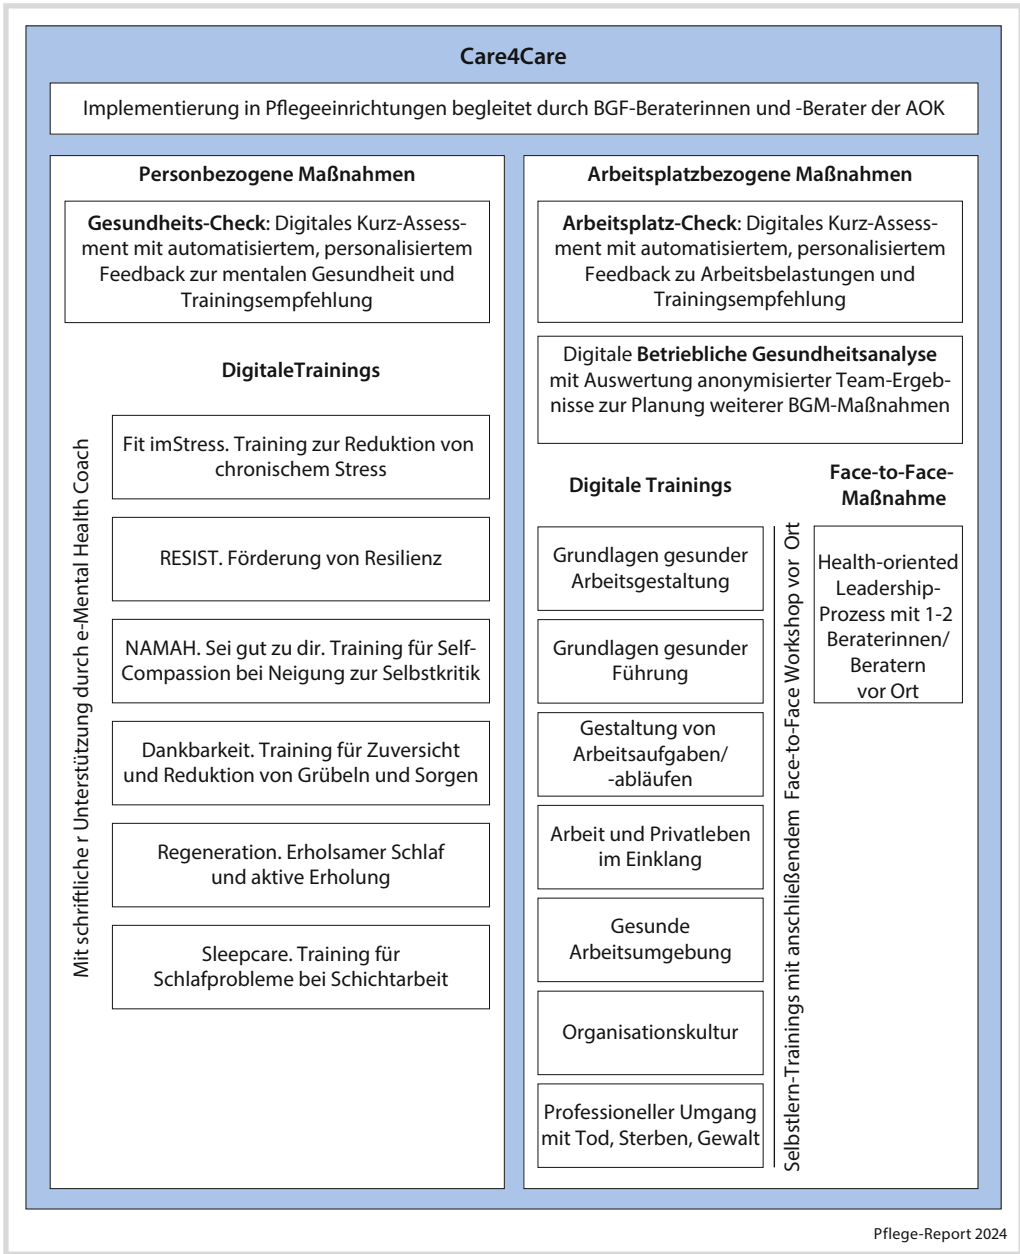 Care4Care
Implementierung in Pflegeeinrichtungen begleitet durch BGF-Beraterinnen und -Berater der AOK
Personbezogene Maßnahmen
Gesundheits-Check: Digitales Kurz-Assess-
ment mit automatisiertem, personalisiertem
Feedback zur mentalen Gesundheit und
Trainingsempfehlung
DigitaleTrainings
Mit schriftliche r Unterstützung durch e-Mental Health Coach
Fit imStress. Training zur Reduktion von
chronischem Stress
RESIST. Förderung von Resilienz
NAMAH. Sei gut zu dir. Training für Self-
Compassion bei Neigung zur Selbstkritik
Dankbarkeit. Training für Zuversicht
und Reduktion von Grübeln und Sorgen
Regeneration. Erholsamer Schlaf
und aktive Erholung
Sleepcare. Training für
Schlafprobleme bei Schichtarbeit
Arbeitsplatzbezogene Maßnahmen
Arbeitsplatz-Check: Digitales Kurz-Assess-
ment mit automatisiertem, personalisiertem
Feedback zu Arbeitsbelastungen und
Trainingsempfehlung
Digitale Betriebliche Gesundheitsanalyse
mit Auswertung anonymisierter Team-Ergeb-
nisse zur Planung weiterer BGM-Maßnahmen
Digitale Trainings
Grundlagen gesunder
Arbeitsgestaltung
Grundlagen gesunder
Führung
Gestaltung von
Arbeitsaufgaben/
-abläufen
Arbeit und Privatleben
im Einklang
Gesunde
Arbeitsumgebung
Organisationskultur
Professioneller Umgang
mit Tod, Sterben, Gewalt
Selbstlern-Trainings mit anschließendem Face-to-Face Workshop vor Ort
Face-to-Face-
Maßnahme
Health-oriented
Leadership-
Prozess mit 1-2
Beraterinnen/
Beratern
vor Ort
Pflege-Report 2024